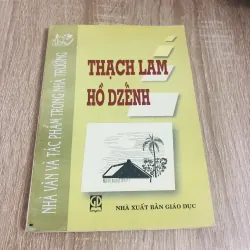 THẠCH LAM
HỒ DZẾNH
NHÀ VĂN VÀ TÁC PHẨM TRONG NHÀ TRƯỜNG
NHÀ XUẤT BẢN GIÁO DỤC